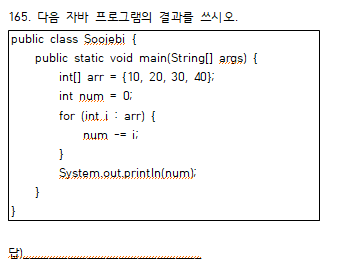 165. 다음 자바 프로그램의 결과를 쓰시오.
public class Soojebi {
public static void main(String[] args) {
int[] arr = {10, 20, 30, 40};
int num = 0;
for (int i : arr) {
num -= i;
}
System.out.println(num);
}
}
답)